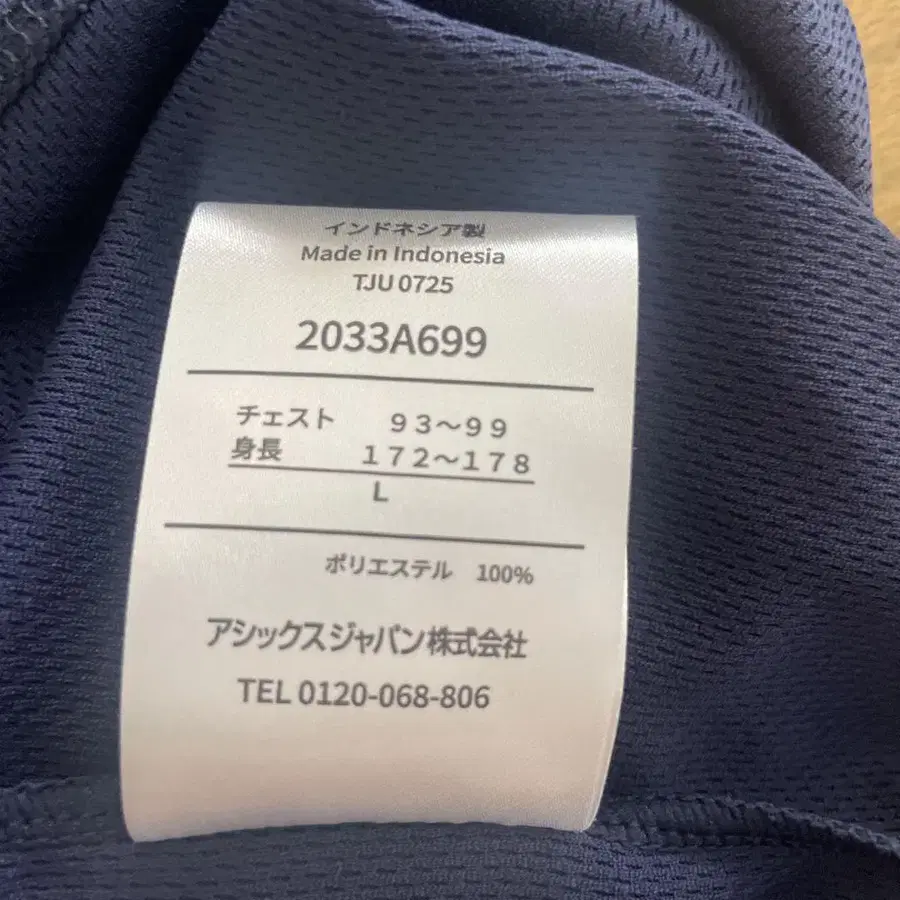 インドネシア製
Made in Indonesia
TJU 0725
2033A699
チェスト ９３～９９
身長 １７２～１７８
L
ポリエステル 100%
アシックスジャパン株式会社
TEL 0120-068-806